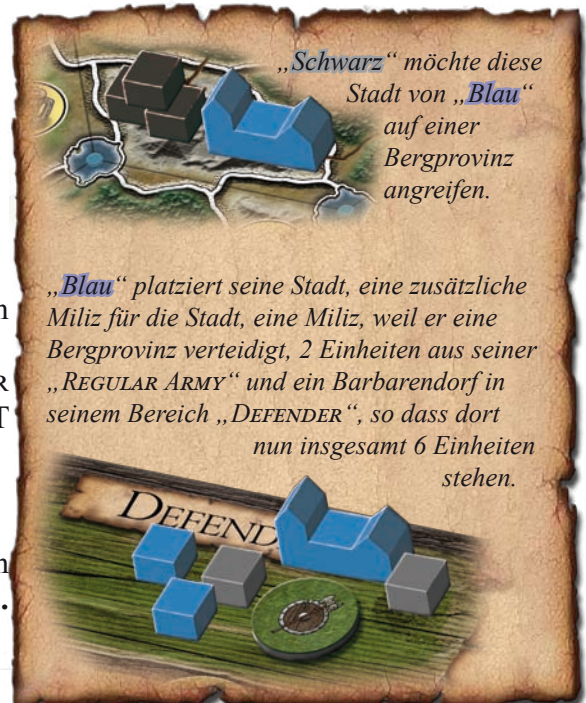 „Schwarz“ möchte diese
Stadt von „Blau“
auf einer
Bergprovinz
angreifen.
„Blau“ platziert seine Stadt, eine zusätzliche
Miliz für die Stadt, eine Miliz, weil er eine
Bergprovinz verteidigt, 2 Einheiten aus seiner
„REGULAR ARMY“ und ein Barbarendorf in
seinem Bereich „DEFENDER“, so dass dort
nun insgesamt 6 Einheiten
stehen.
DEFEND